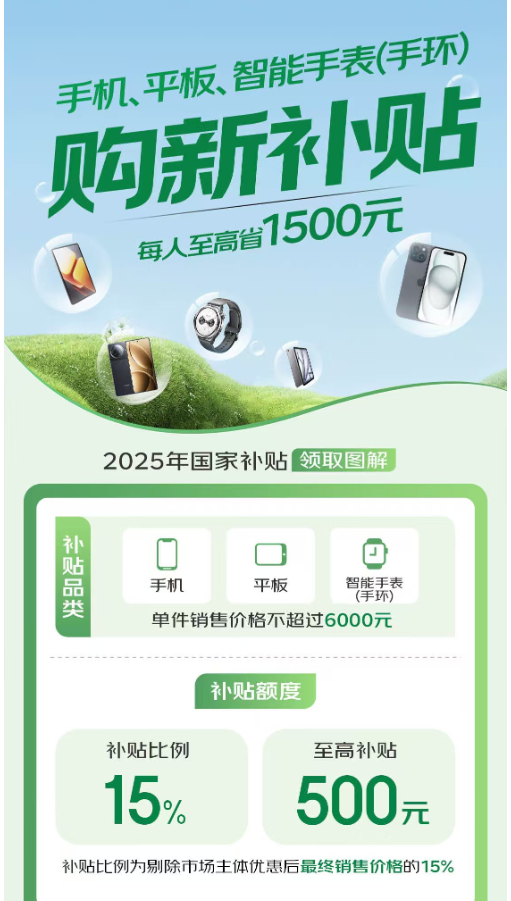 手机、平板、智能手表(手环)
购新补贴
每人至高省1500元
2025年国家补贴 领取图解
补贴品类
手机
平板
智能手表
(手环)
单件销售价格不超过6000元
补贴额度
补贴比例
15%
至高补贴
500元
补贴比例为剔除市场主体优惠后最终销售价格的15%